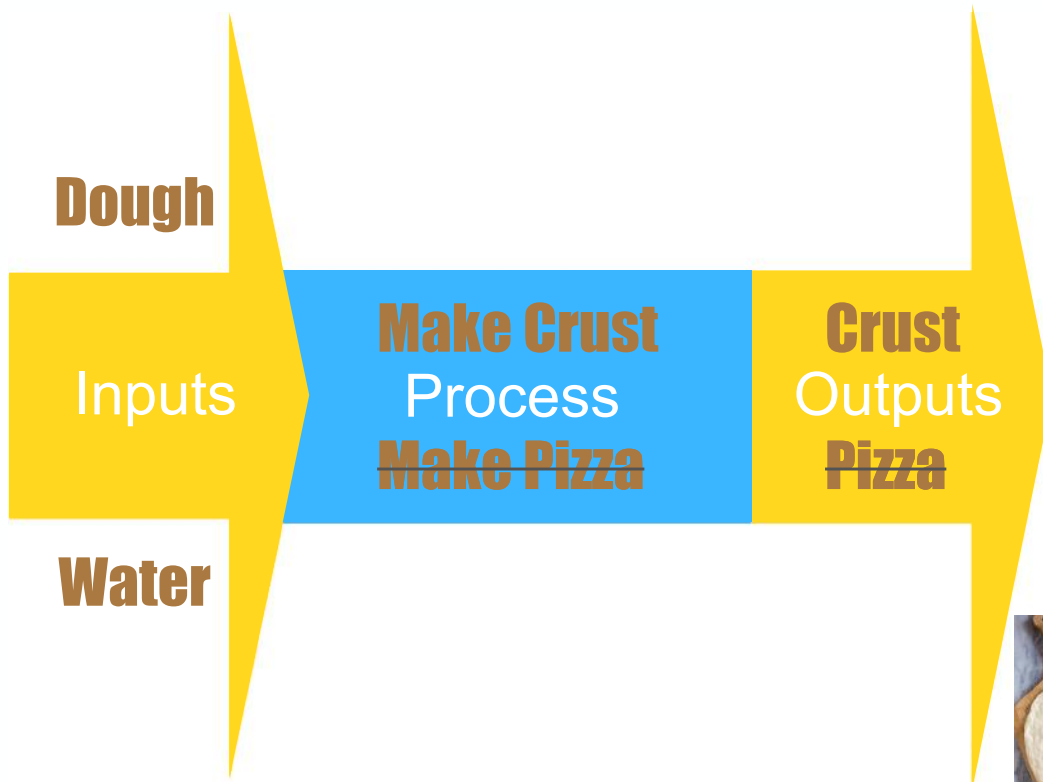 Dough
Inputs
Water
Make Crust
Process
Make Pizza
Crust
Outputs
Pizza